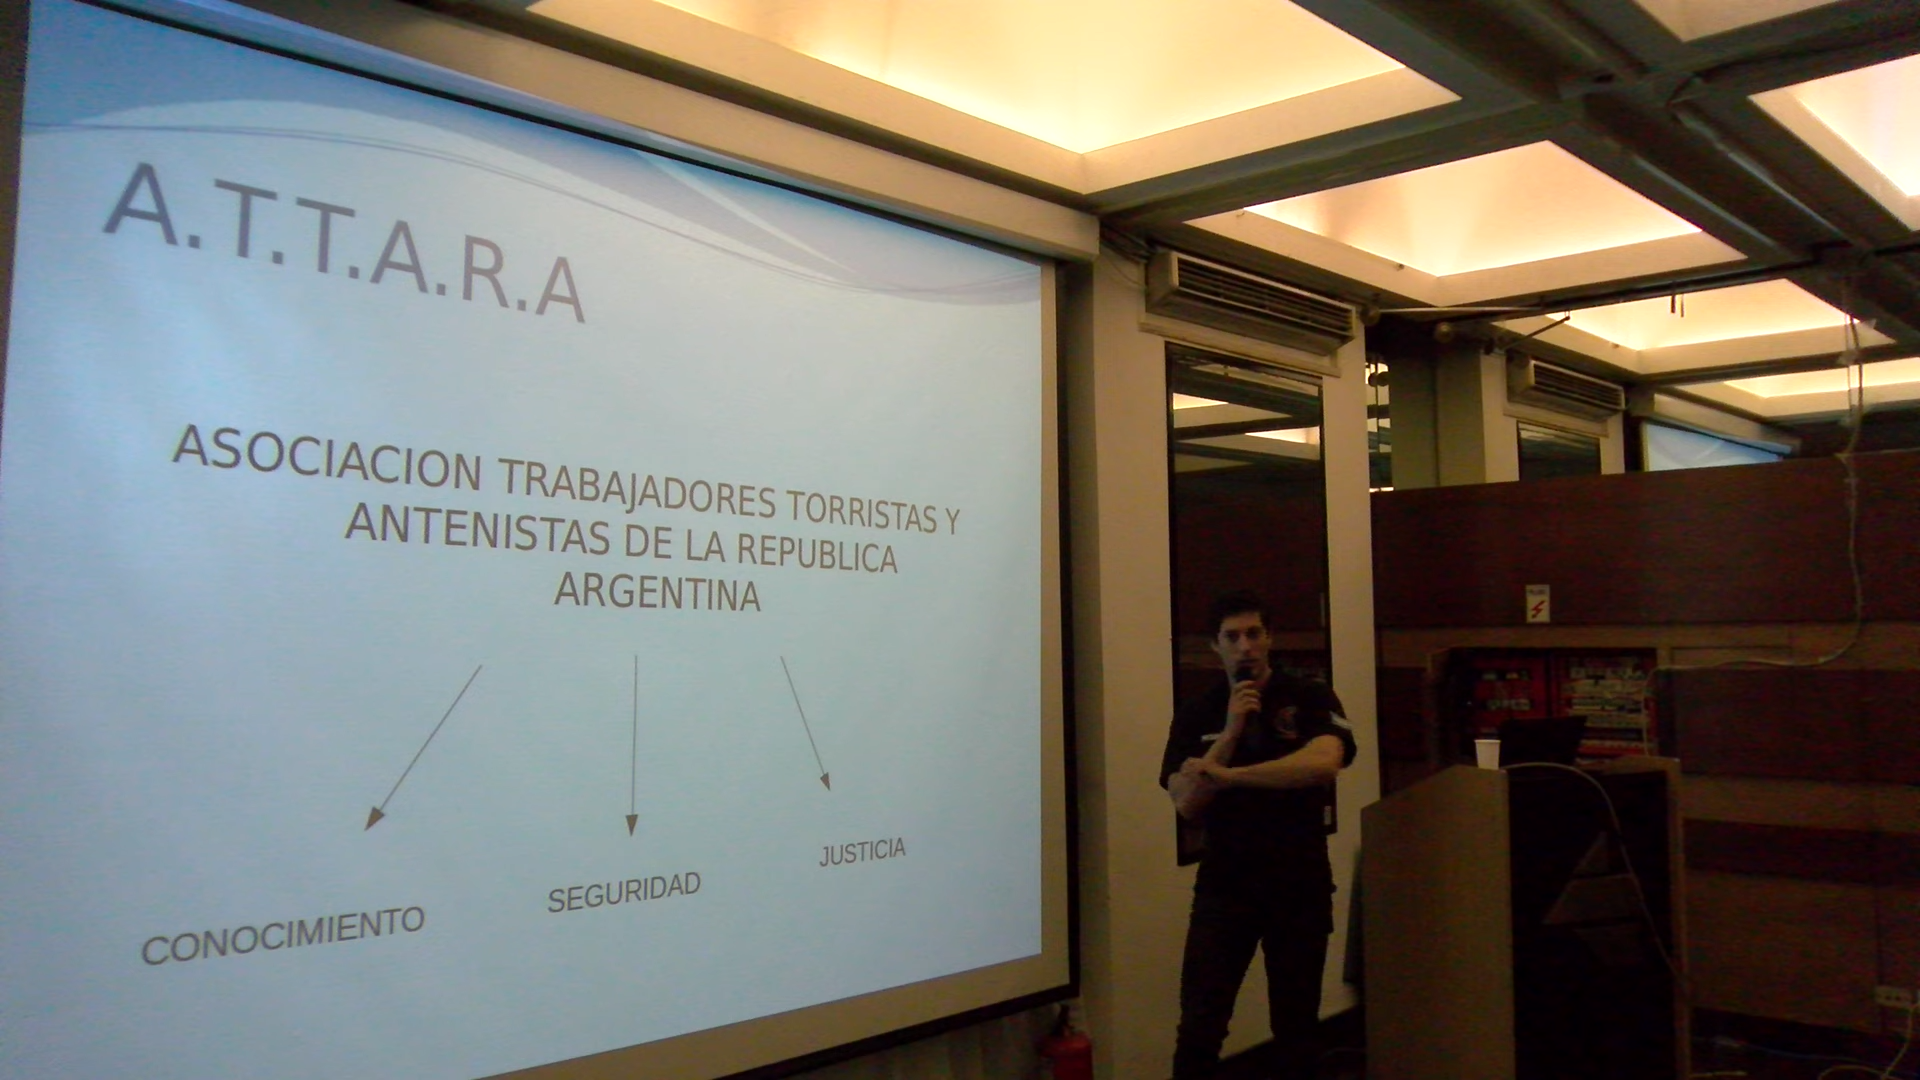 A.T.T.A.R.A
ASOCIACION TRABAJADORES TORRISTAS Y
ANTENISTAS DE LA REPUBLICA
ARGENTINA
CONOCIMIENTO
SEGURIDAD
JUSTICIA